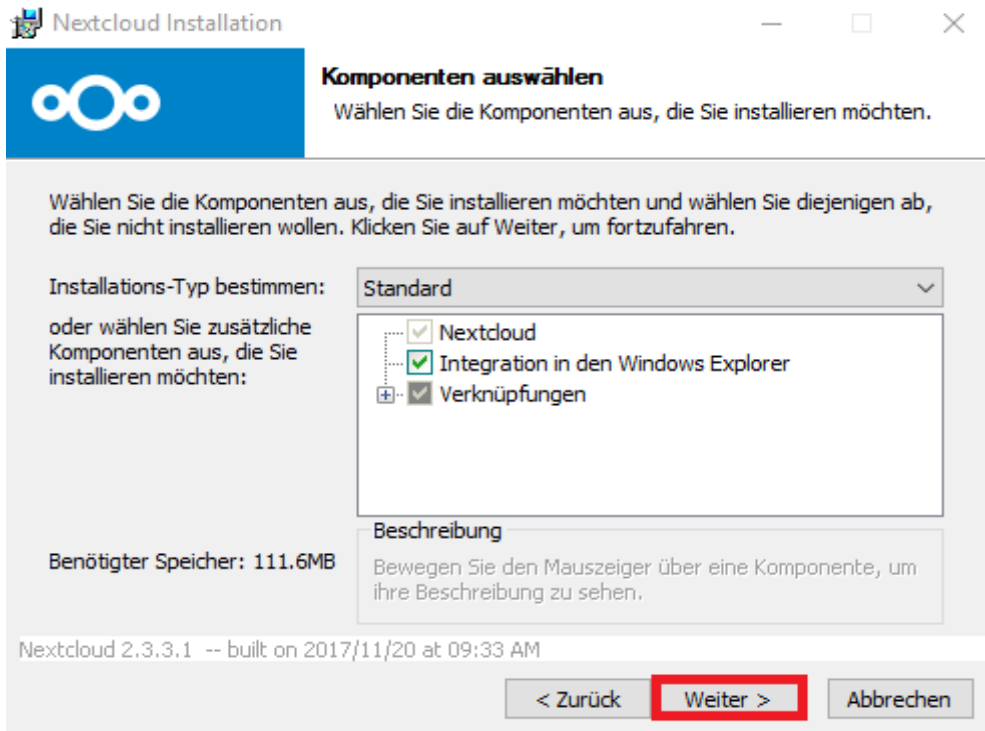 Nextcloud Installation
Komponenten auswählen
Wählen Sie die Komponenten aus, die Sie installieren möchten.
Wählen Sie die Komponenten aus, die Sie installieren möchten und wählen Sie diejenigen ab,
die Sie nicht installieren wollen. Klicken Sie auf Weiter, um fortzufahren.
Installations-Typ bestimmen:
Standard
oder wählen Sie zusätzliche
Komponenten aus, die Sie
installieren möchten:
Nextcloud
Integration in den Windows Explorer
Verknüpfungen
Benötigter Speicher: 111.6MB
Beschreibung
Bewegen Sie den Mauszeiger über eine Komponente, um
ihre Beschreibung zu sehen.
Nextcloud 2.3.3.1 -- built on 2017/11/20 at 09:33 AM
< Zurück
Weiter >
Abbrechen